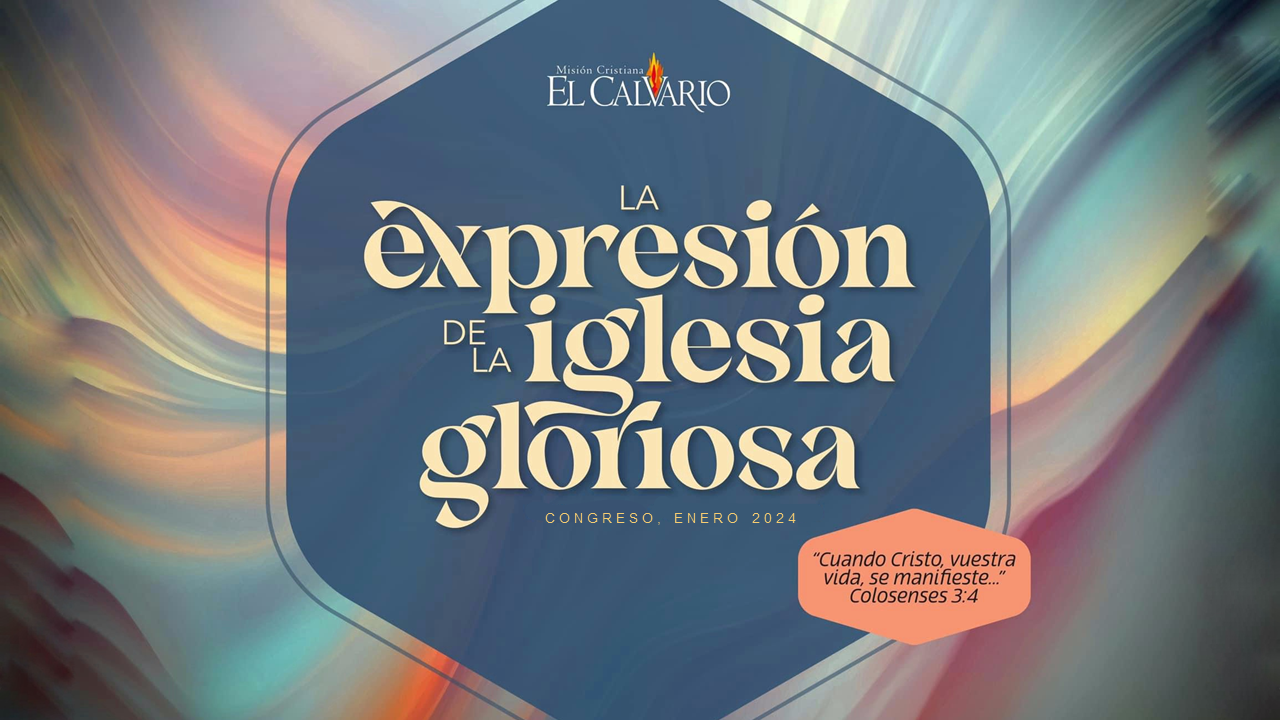 Misión Cristiana
EL CALVARIO
LA
expresión
DE LA iglesia
gloriosa
CONGRESO, ENERO 2024
“Cuando Cristo, vuestra
vida, se manifieste...”
Colosenses 3:4